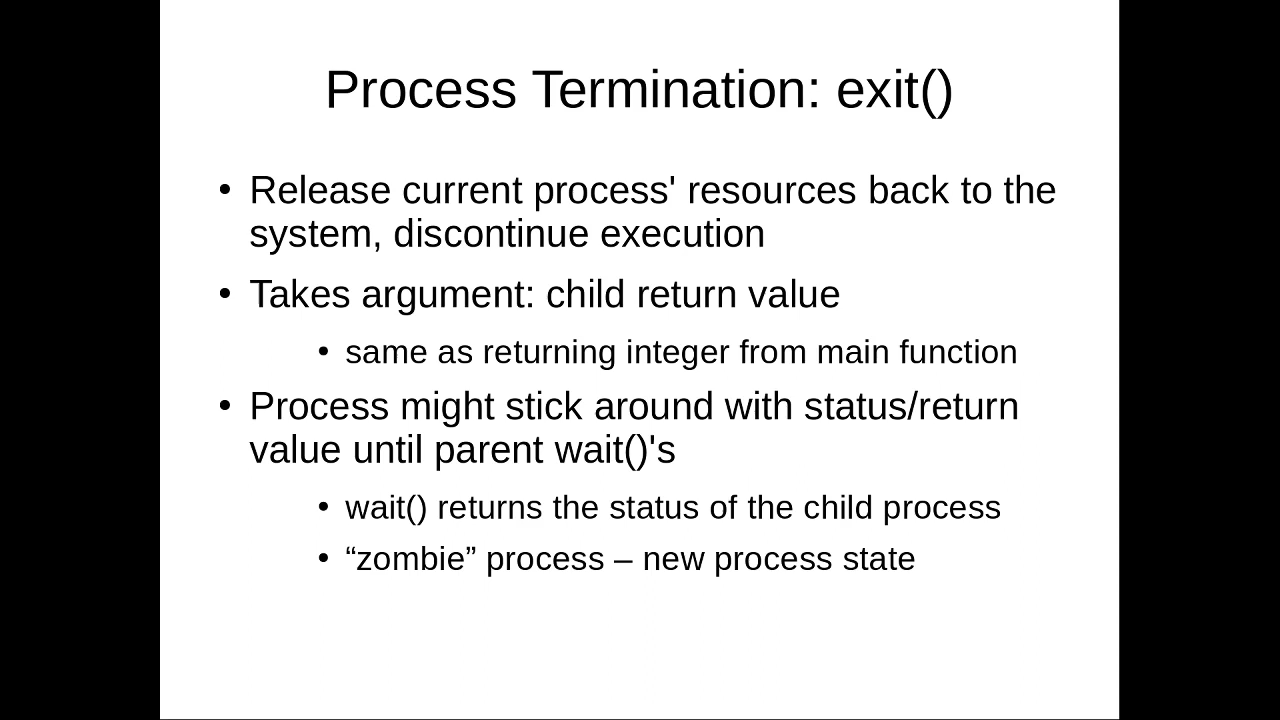 Process Termination: exit()
• Release current process' resources back to the
system, discontinue execution
• Takes argument: child return value
• same as returning integer from main function
• Process might stick around with status/return
value until parent wait()'s
• wait() returns the status of the child process
• “zombie” process – new process state